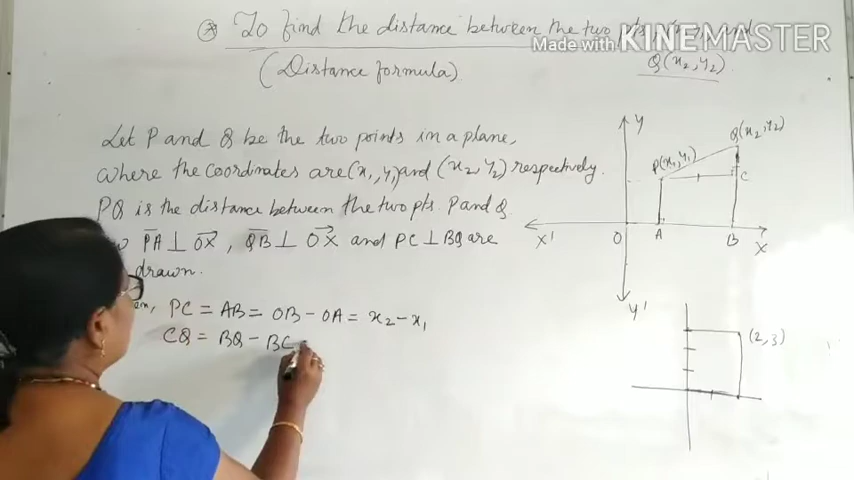 * To find the distance between the two pts
Made with KINEMASTER
Q(x₂, y₂)
(Distance formula)
Let P and Q be the two points in a plane,
where the coordinates are (x₁, y₁) and (x₂, y₂) respectively.
PQ is the distance between the two pts. P and Q
PA ⊥ OX, QB ⊥ OX and PC ⊥ BQ are
drawn.
PC = AB = OB - OA = x₂ - x₁
CQ = BQ - BC
Y
Q(x₂, y₂)
P(x₁, y₁)
C
X' O A B X
Y'
(2, 3)